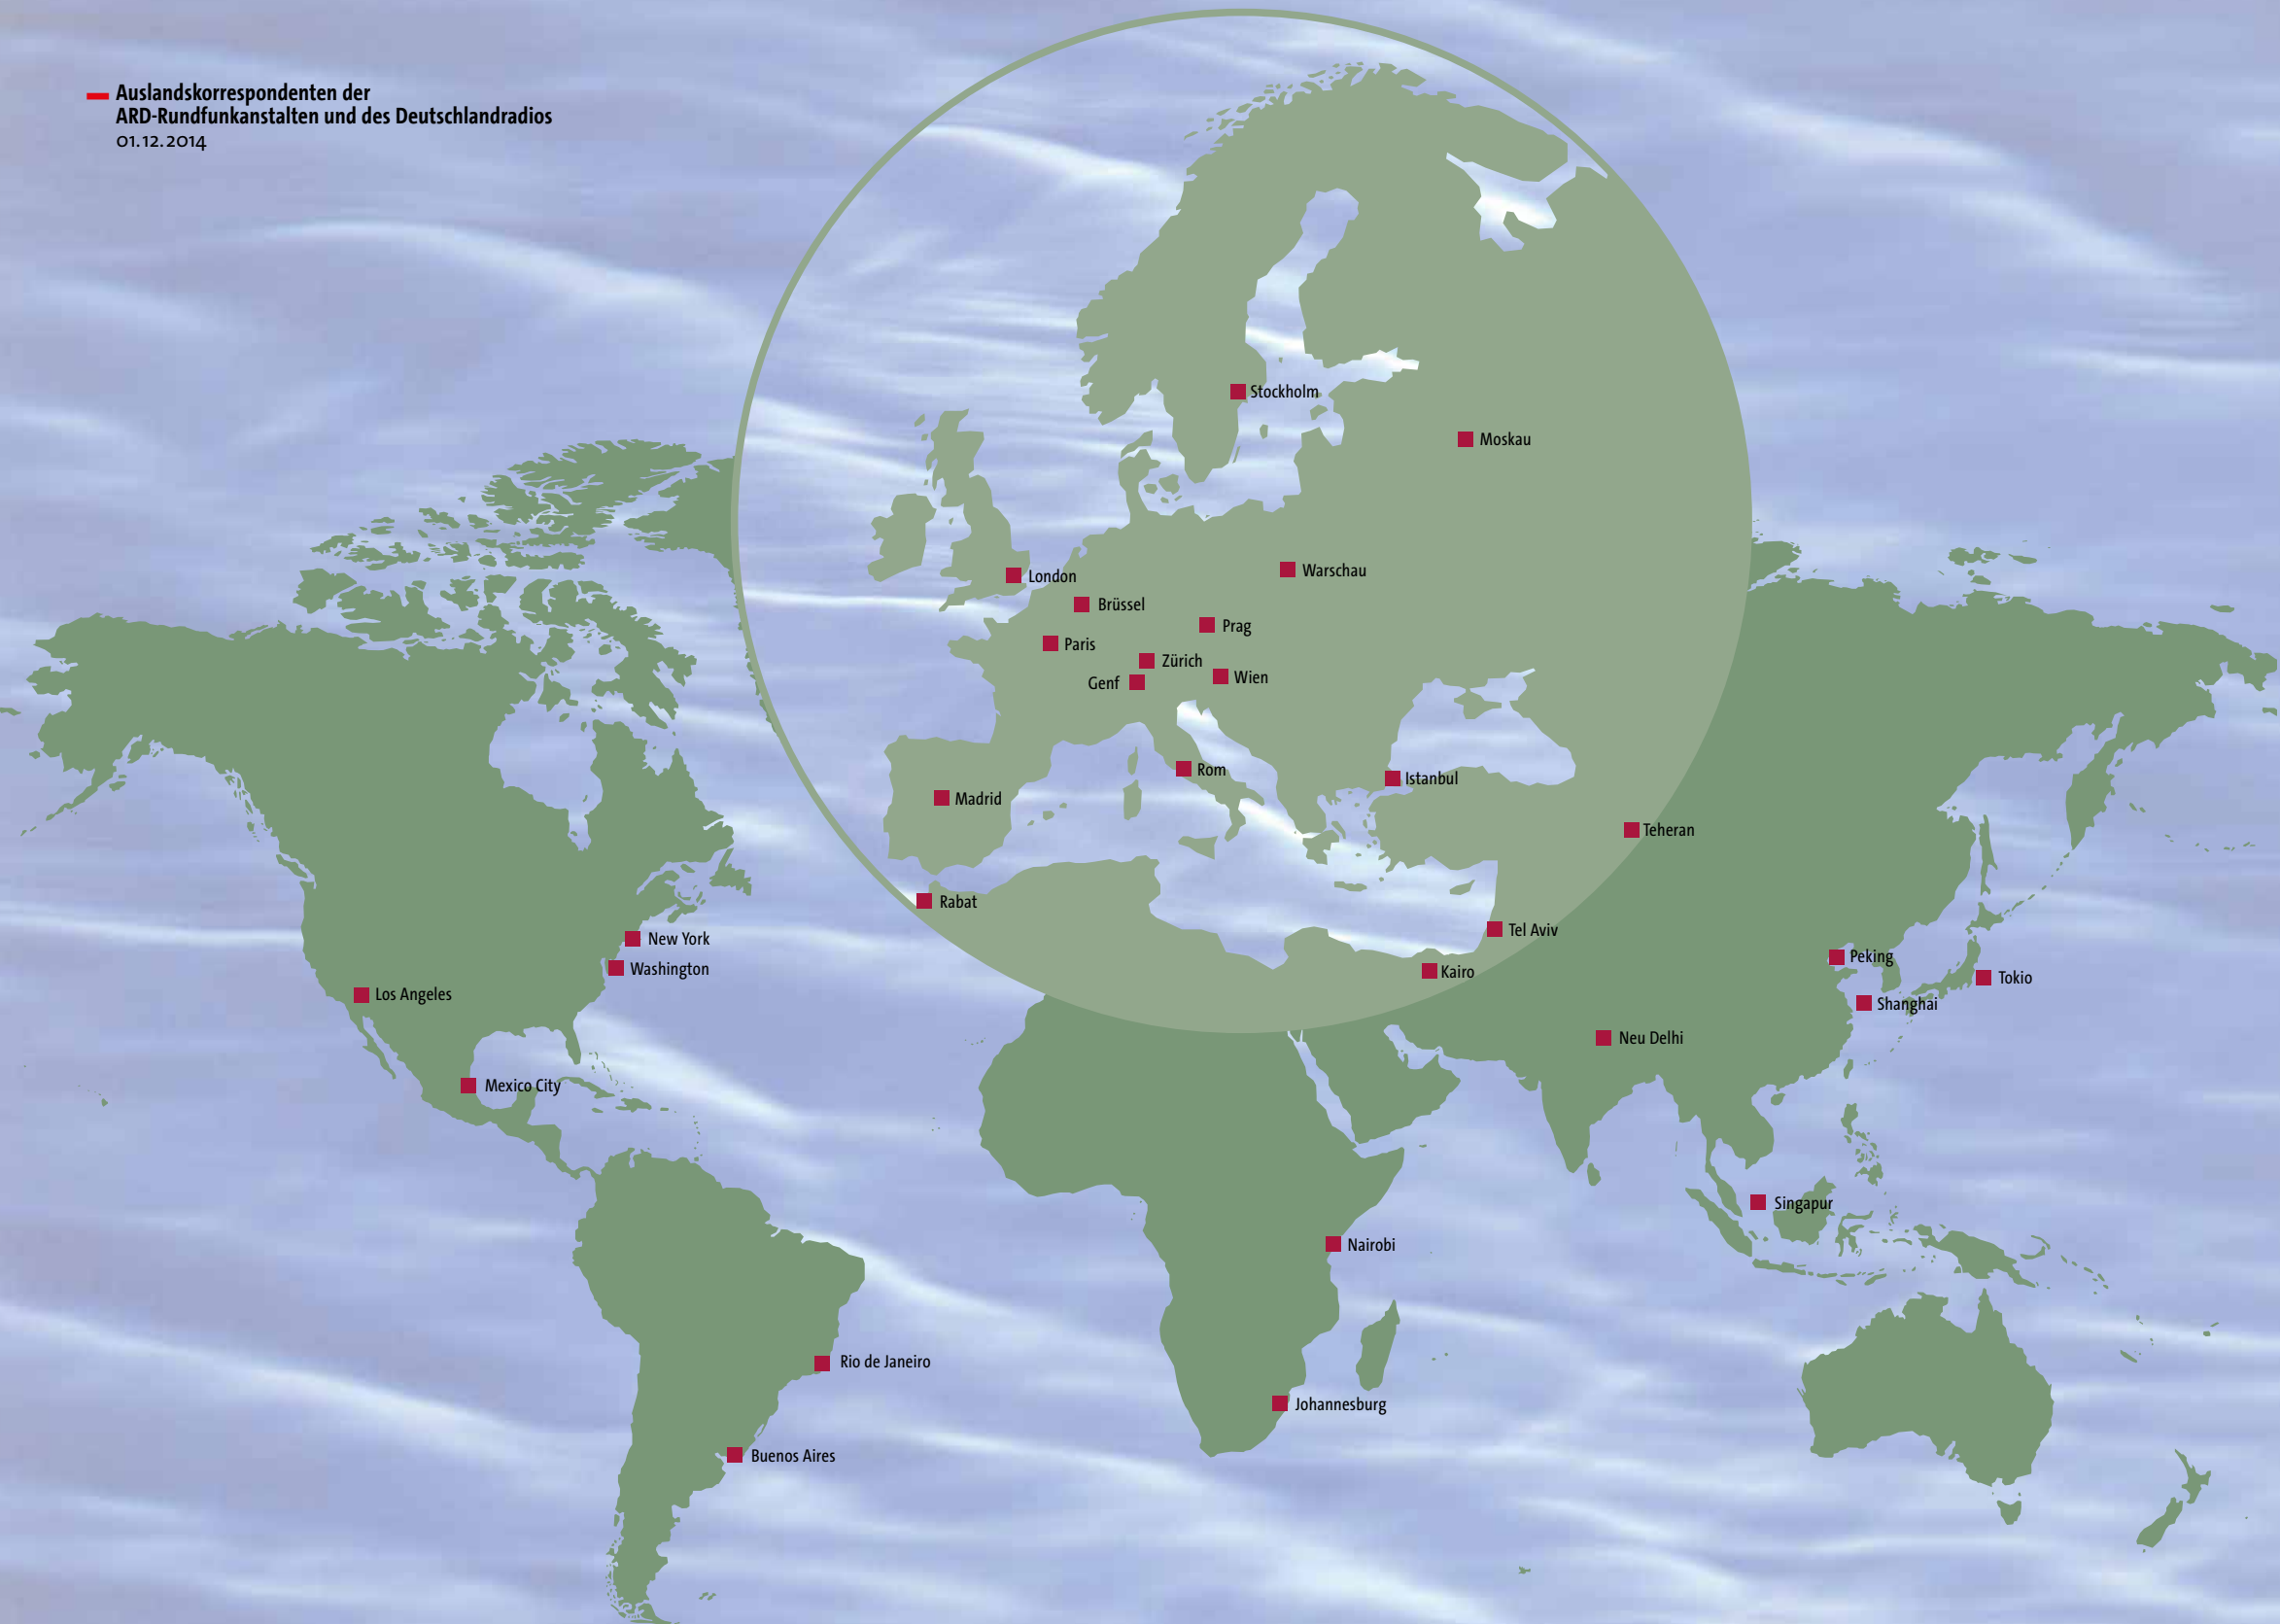 Auslandskorrespondenten der
ARD-Rundfunkanstalten und des Deutschlandradios
01.12.2014
Stockholm
Moskau
Warschau
London
Brüssel
Prag
Paris
Zürich
Wien
Genf
Rom
Istanbul
Madrid
Teheran
Rabat
Tel Aviv
New York
Peking
Washington
Kairo
Tokio
Los Angeles
Shanghai
Neu Delhi
Mexico City
Singapur
Nairobi
Rio de Janeiro
Johannesburg
Buenos Aires